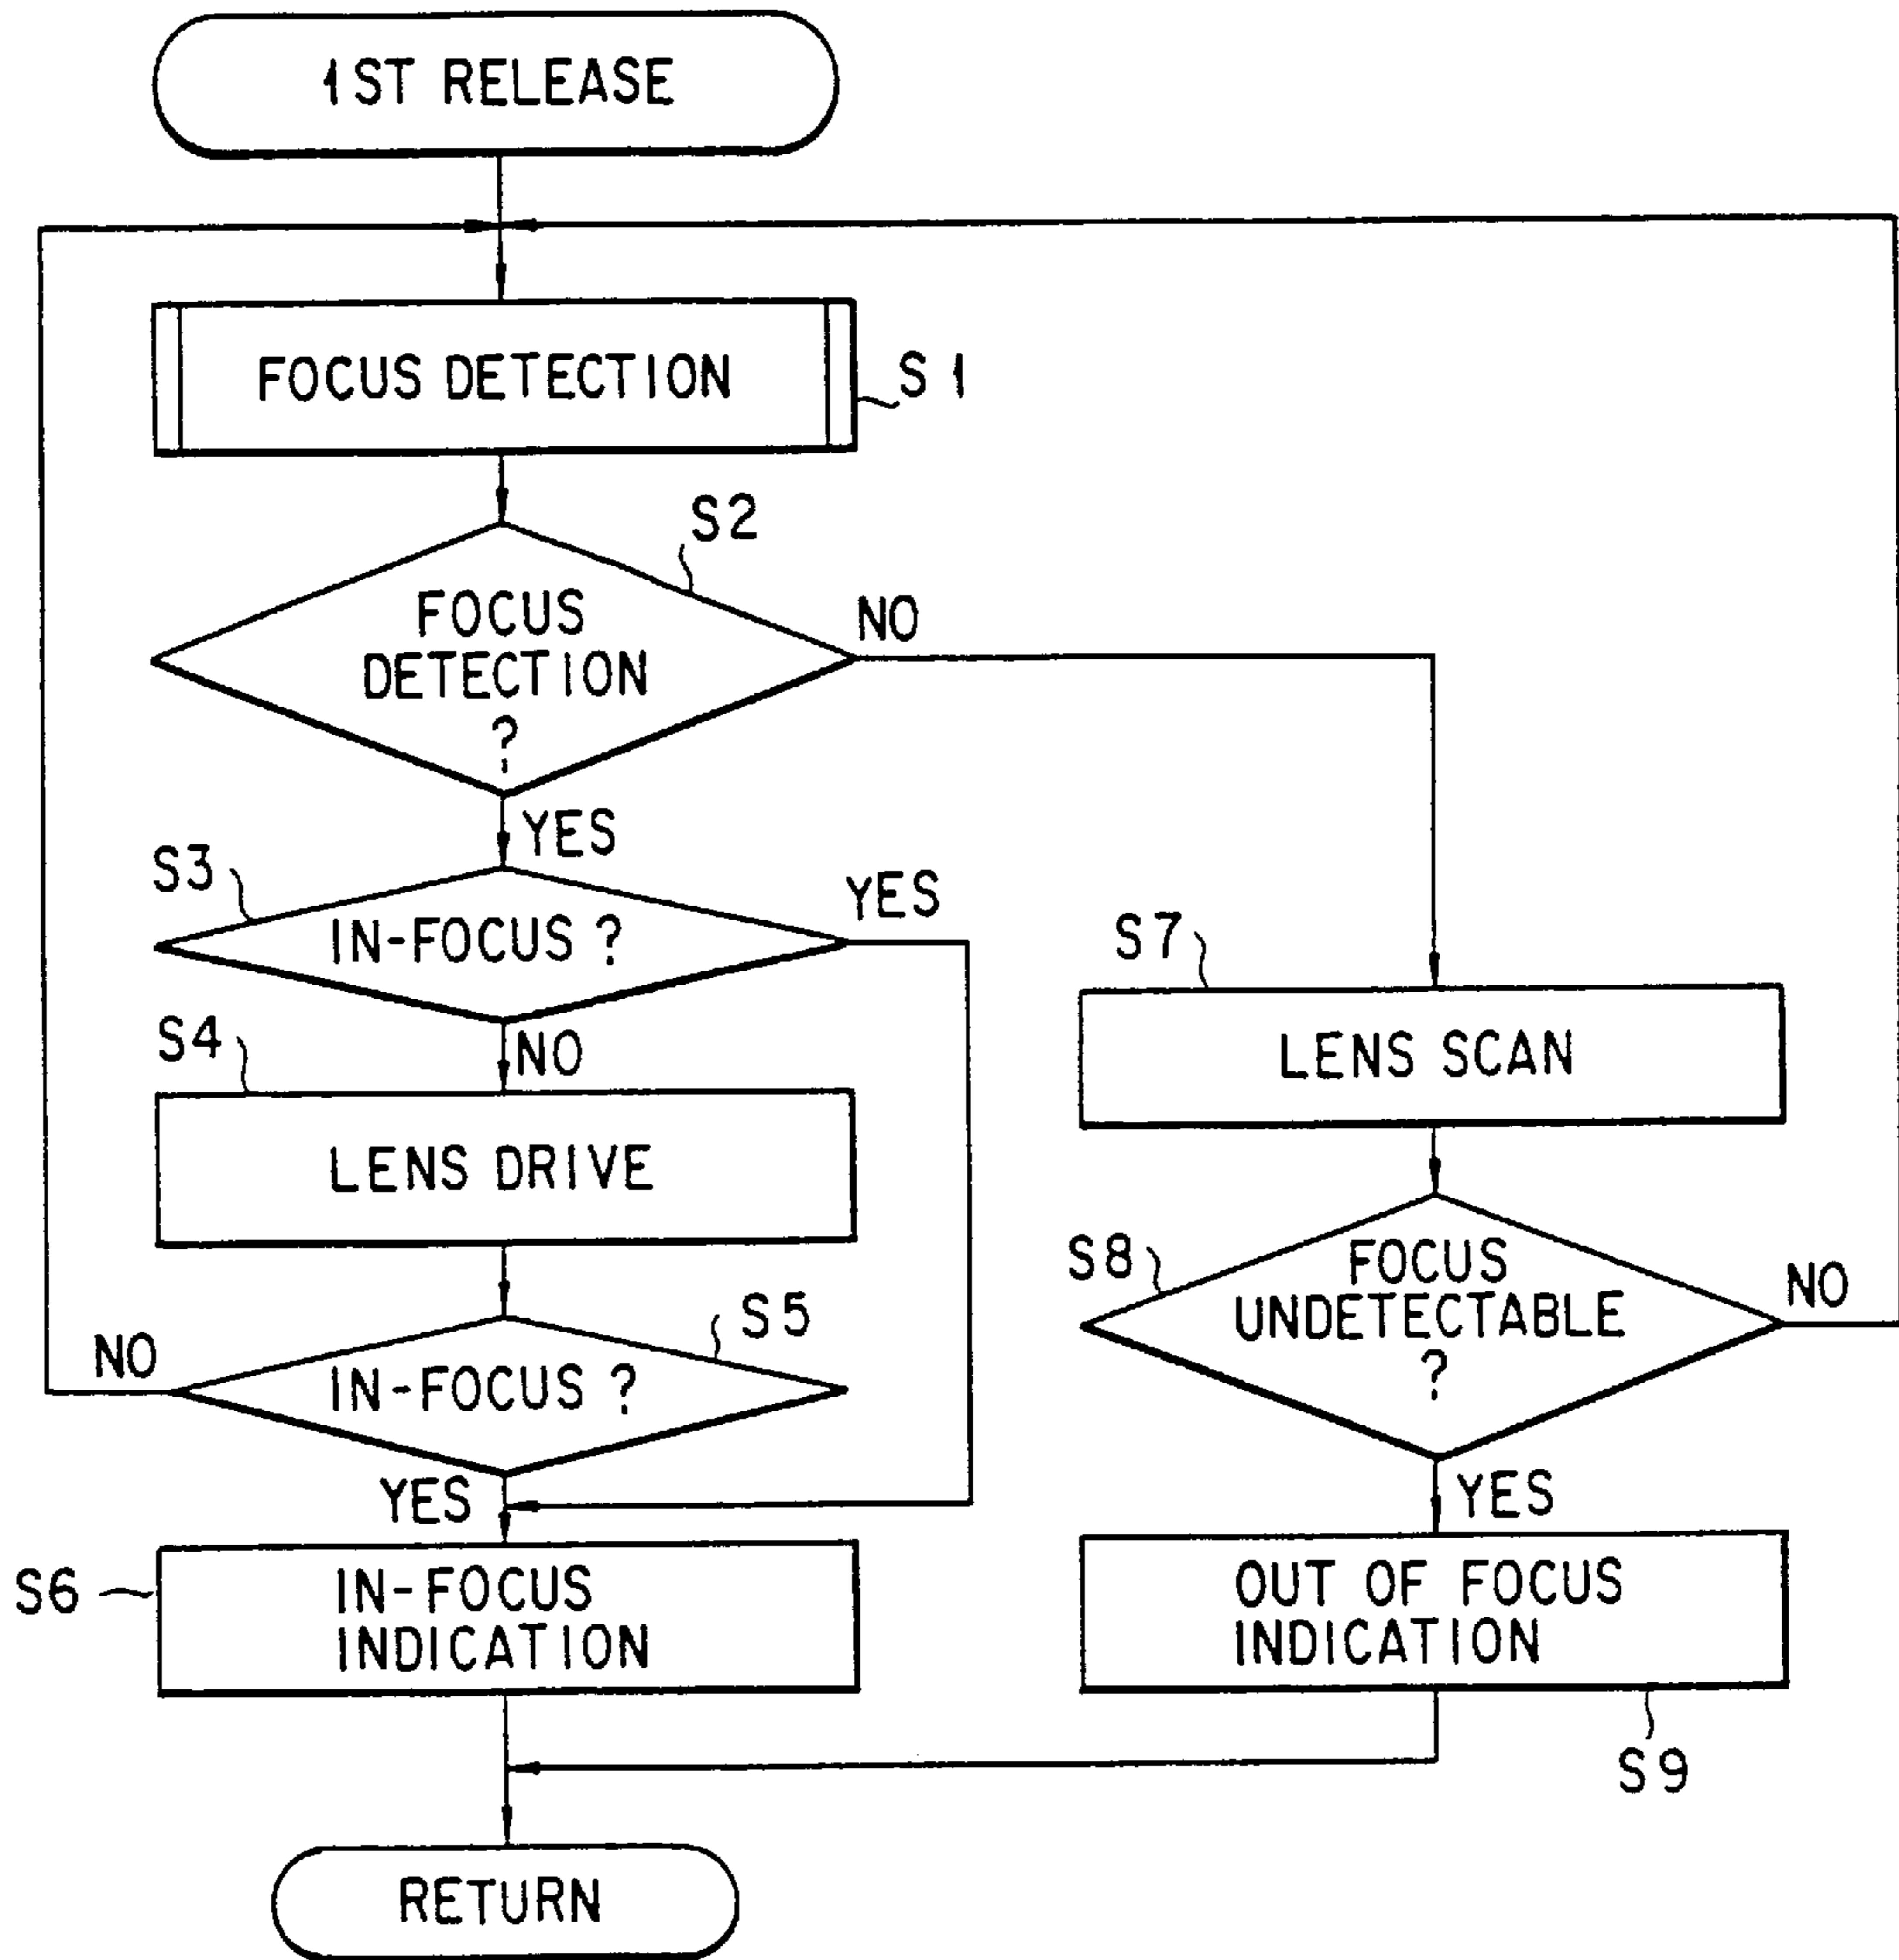 1ST RELEASE
FOCUS DETECTION
S1
S2
FOCUS
DETECTION
?
NO
YES
S3
IN-FOCUS ?
YES
NO
S4
LENS DRIVE
S5
IN-FOCUS ?
NO
YES
S6
IN-FOCUS
INDICATION
S7
LENS SCAN
S8
FOCUS
UNDETECTABLE
?
NO
YES
OUT OF FOCUS
INDICATION
S9
RETURN